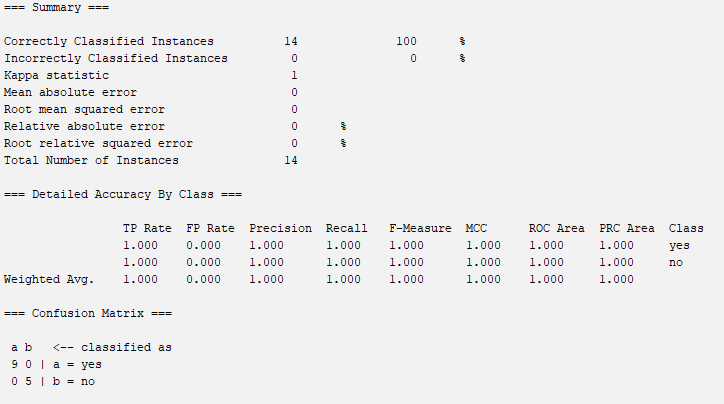 === Summary ===
Correctly Classified Instances 14 100 %
Incorrectly Classified Instances 0 0 %
Kappa statistic 1
Mean absolute error 0
Root mean squared error 0
Relative absolute error 0 %
Root relative squared error 0 %
Total Number of Instances 14
=== Detailed Accuracy By Class ===
TP Rate FP Rate Precision Recall F-Measure MCC ROC Area PRC Area Class
1.000 0.000 1.000 1.000 1.000 1.000 1.000 1.000 yes
1.000 0.000 1.000 1.000 1.000 1.000 1.000 1.000 no
Weighted Avg. 1.000 0.000 1.000 1.000 1.000 1.000 1.000 1.000
=== Confusion Matrix ===
a b <-- classified as
9 0 | a = yes
0 5 | b = no